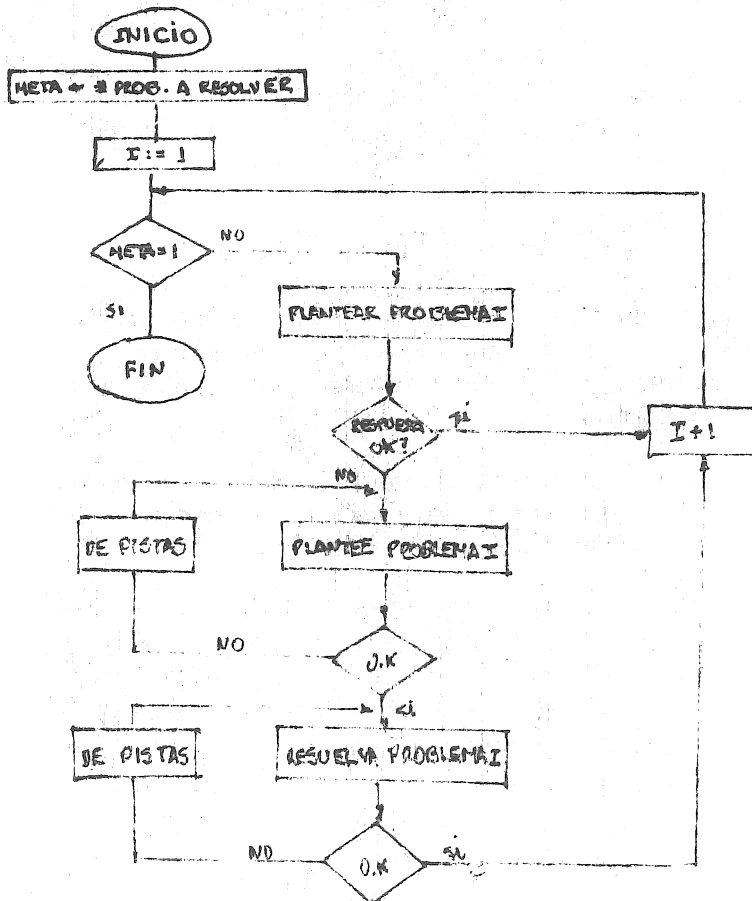 INICIO
META ← # PROB. A RESOLVER
I := 1
META = I
NO
SI
FIN
PLANTEAR PROBLEMA I
RESPUESTA
OK?
Si
I + 1
NO
DE PISTAS
PLANTEE PROBLEMA I
NO
O.K
Si
DE PISTAS
RESUELVA PROBLEMA I
NO
O.K
Si